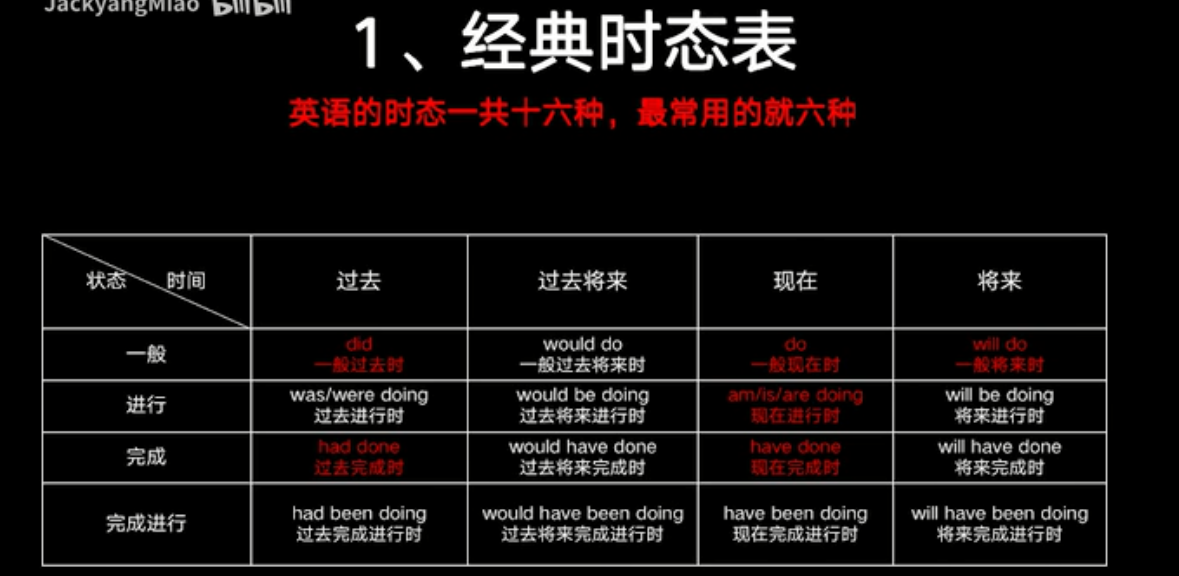 JackyangMiao bilibili
1、经典时态表
英语的时态一共十六种，最常用的就六种
状态 时间 过去 过去将来 现在 将来
一般 did would do do will do
一般过去时 一般过去将来时 一般现在时 一般将来时
进行 was/were doing would be doing am/is/are doing will be doing
过去进行时 过去将来进行时 现在进行时 将来进行时
完成 had done would have done have done will have done
过去完成时 过去将来完成时 现在完成时 将来完成时
完成进行 had been doing would have been doing have been doing will have been doing
过去完成进行时 过去将来完成进行时 现在完成进行时 将来完成进行时